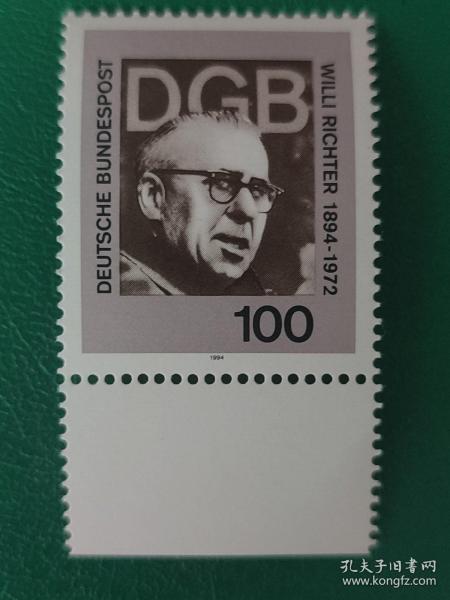 DEUTSCHE BUNDESPOST
DGB
WILLI RICHTER 1894-1972
100
1994
孔夫子旧书网
www.kongfz.com